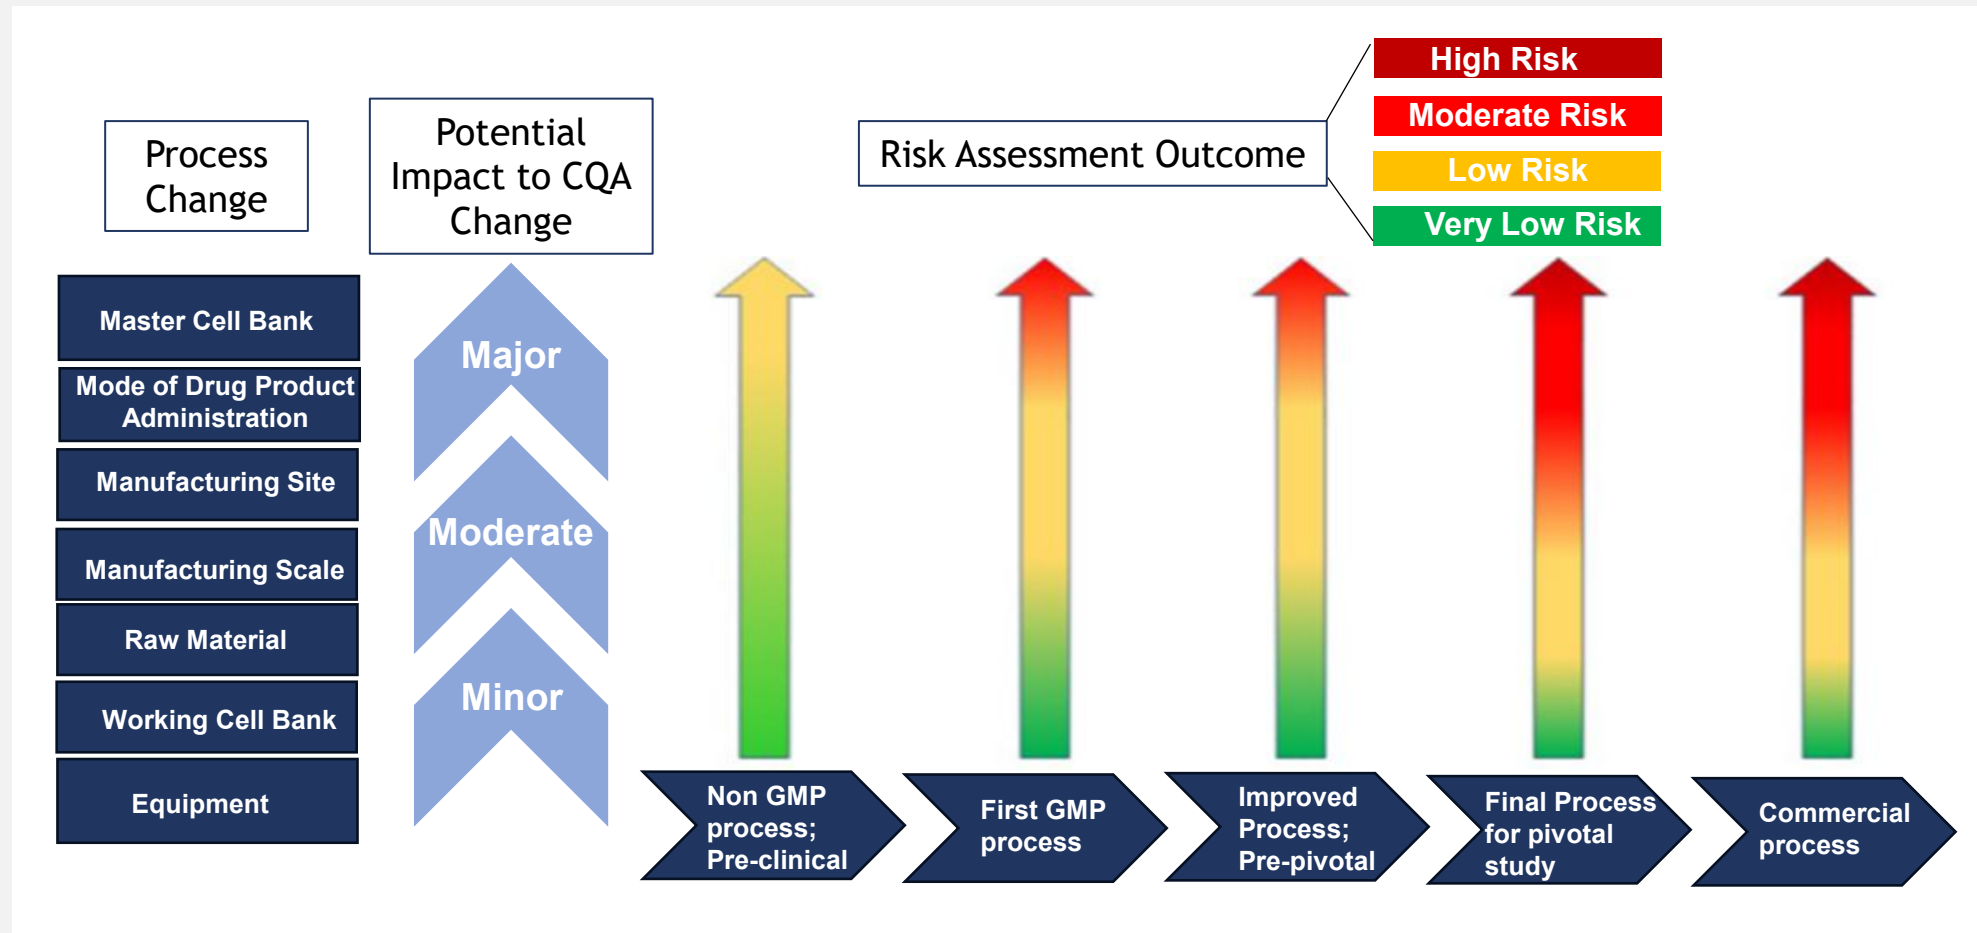 Process
Change
Potential
Impact to CQA
Change
Risk Assessment Outcome
High Risk
Moderate Risk
Low Risk
Very Low Risk
Master Cell Bank
Mode of Drug Product
Administration
Manufacturing Site
Manufacturing Scale
Raw Material
Working Cell Bank
Equipment
Major
Moderate
Minor
Non GMP
process;
Pre-clinical
First GMP
process
Improved
Process;
Pre-pivotal
Final Process
for pivotal
study
Commercial
process